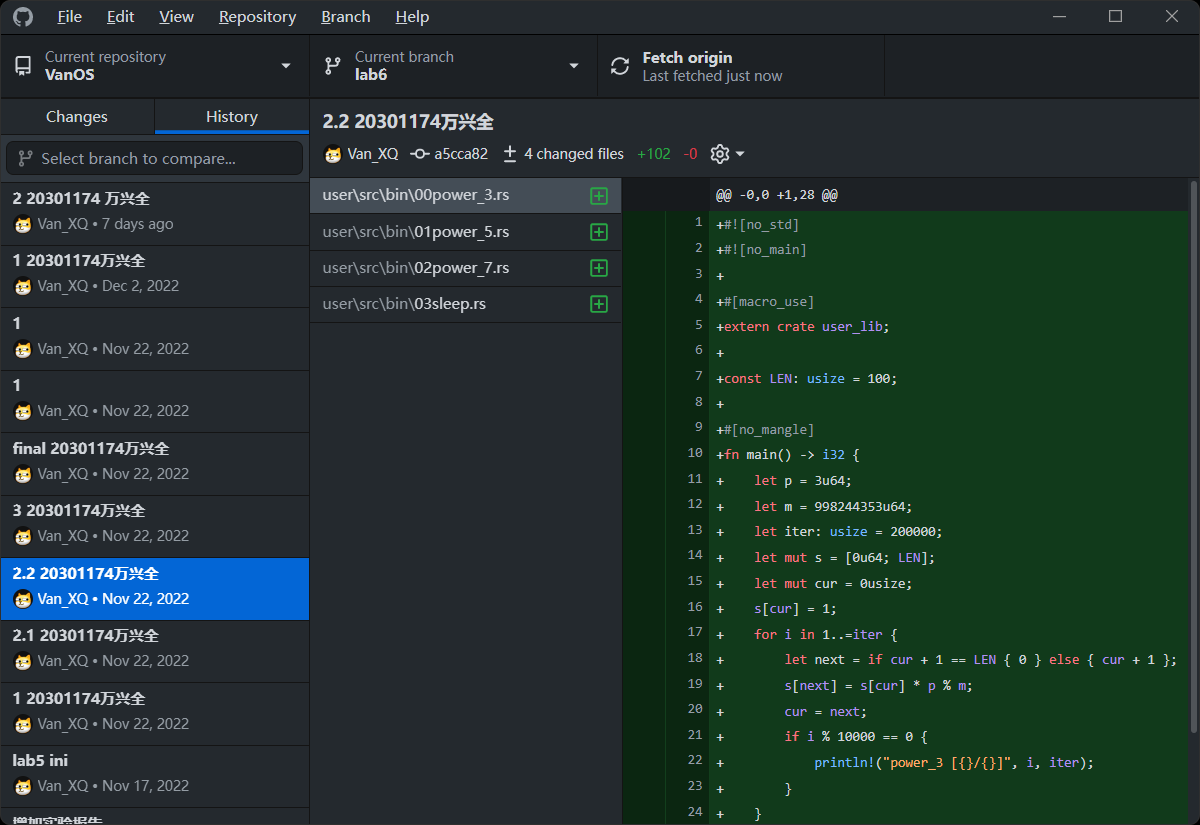 File Edit View Repository Branch Help
Current repository
VanOS
Current branch
lab6
Fetch origin
Last fetched just now
Changes
History
Select branch to compare...
2 20301174 万兴全
Van_XQ • 7 days ago
1 20301174万兴全
Van_XQ • Dec 2, 2022
1
Van_XQ • Nov 22, 2022
1
Van_XQ • Nov 22, 2022
final 20301174万兴全
Van_XQ • Nov 22, 2022
3 20301174万兴全
Van_XQ • Nov 22, 2022
2.2 20301174万兴全
Van_XQ • Nov 22, 2022
2.1 20301174万兴全
Van_XQ • Nov 22, 2022
1 20301174万兴全
Van_XQ • Nov 22, 2022
lab5 ini
Van_XQ • Nov 17, 2022
增加实验报告
2.2 20301174万兴全
Van_XQ a5cca82 4 changed files +102 -0
user\src\bin\00power_3.rs
user\src\bin\01power_5.rs
user\src\bin\02power_7.rs
user\src\bin\03sleep.rs
@@ -0,0 +1,28 @@
1 +#![no_std]
2 +#![no_main]
3 +
4 +#[macro_use]
5 +extern crate user_lib;
6 +
7 +const LEN: usize = 100;
8 +
9 +#[no_mangle]
10 +fn main() -> i32 {
11 +    let p = 3u64;
12 +    let m = 998244353u64;
13 +    let iter: usize = 200000;
14 +    let mut s = [0u64; LEN];
15 +    let mut cur = 0usize;
16 +    s[cur] = 1;
17 +    for i in 1..=iter {
18 +        let next = if cur + 1 == LEN { 0 } else { cur + 1 };
19 +        s[next] = s[cur] * p % m;
20 +        cur = next;
21 +        if i % 10000 == 0 {
22 +            println!("power_3 [{}/{}]", i, iter);
23 +        }
24 +    }